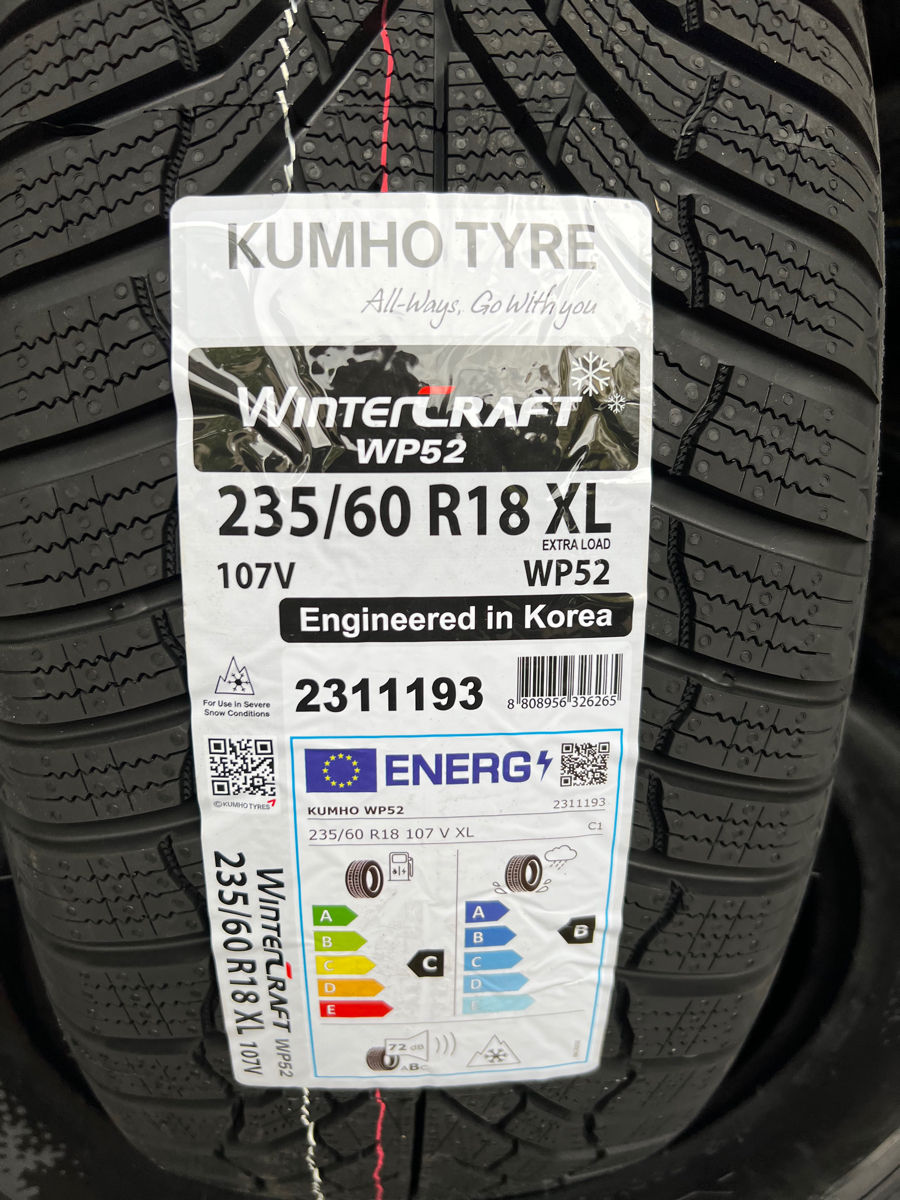 KUMHO TYRE
All-Ways, Go With you
WINTERCRAFT
WP52
235/60 R18 XL
EXTRA LOAD
107V
WP52
Engineered in Korea
For Use in Severe
Snow Conditions
2311193
8 808956 326265
© KUMHO TYRES
ENERG
KUMHO WP52
2311193
235/60 R18 107 V XL
C1
A
B
C
D
E
C
A
B
C
D
E
B
72 dB
ABC
WINTERCRAFT WP52
235/60 R18 XL 107V